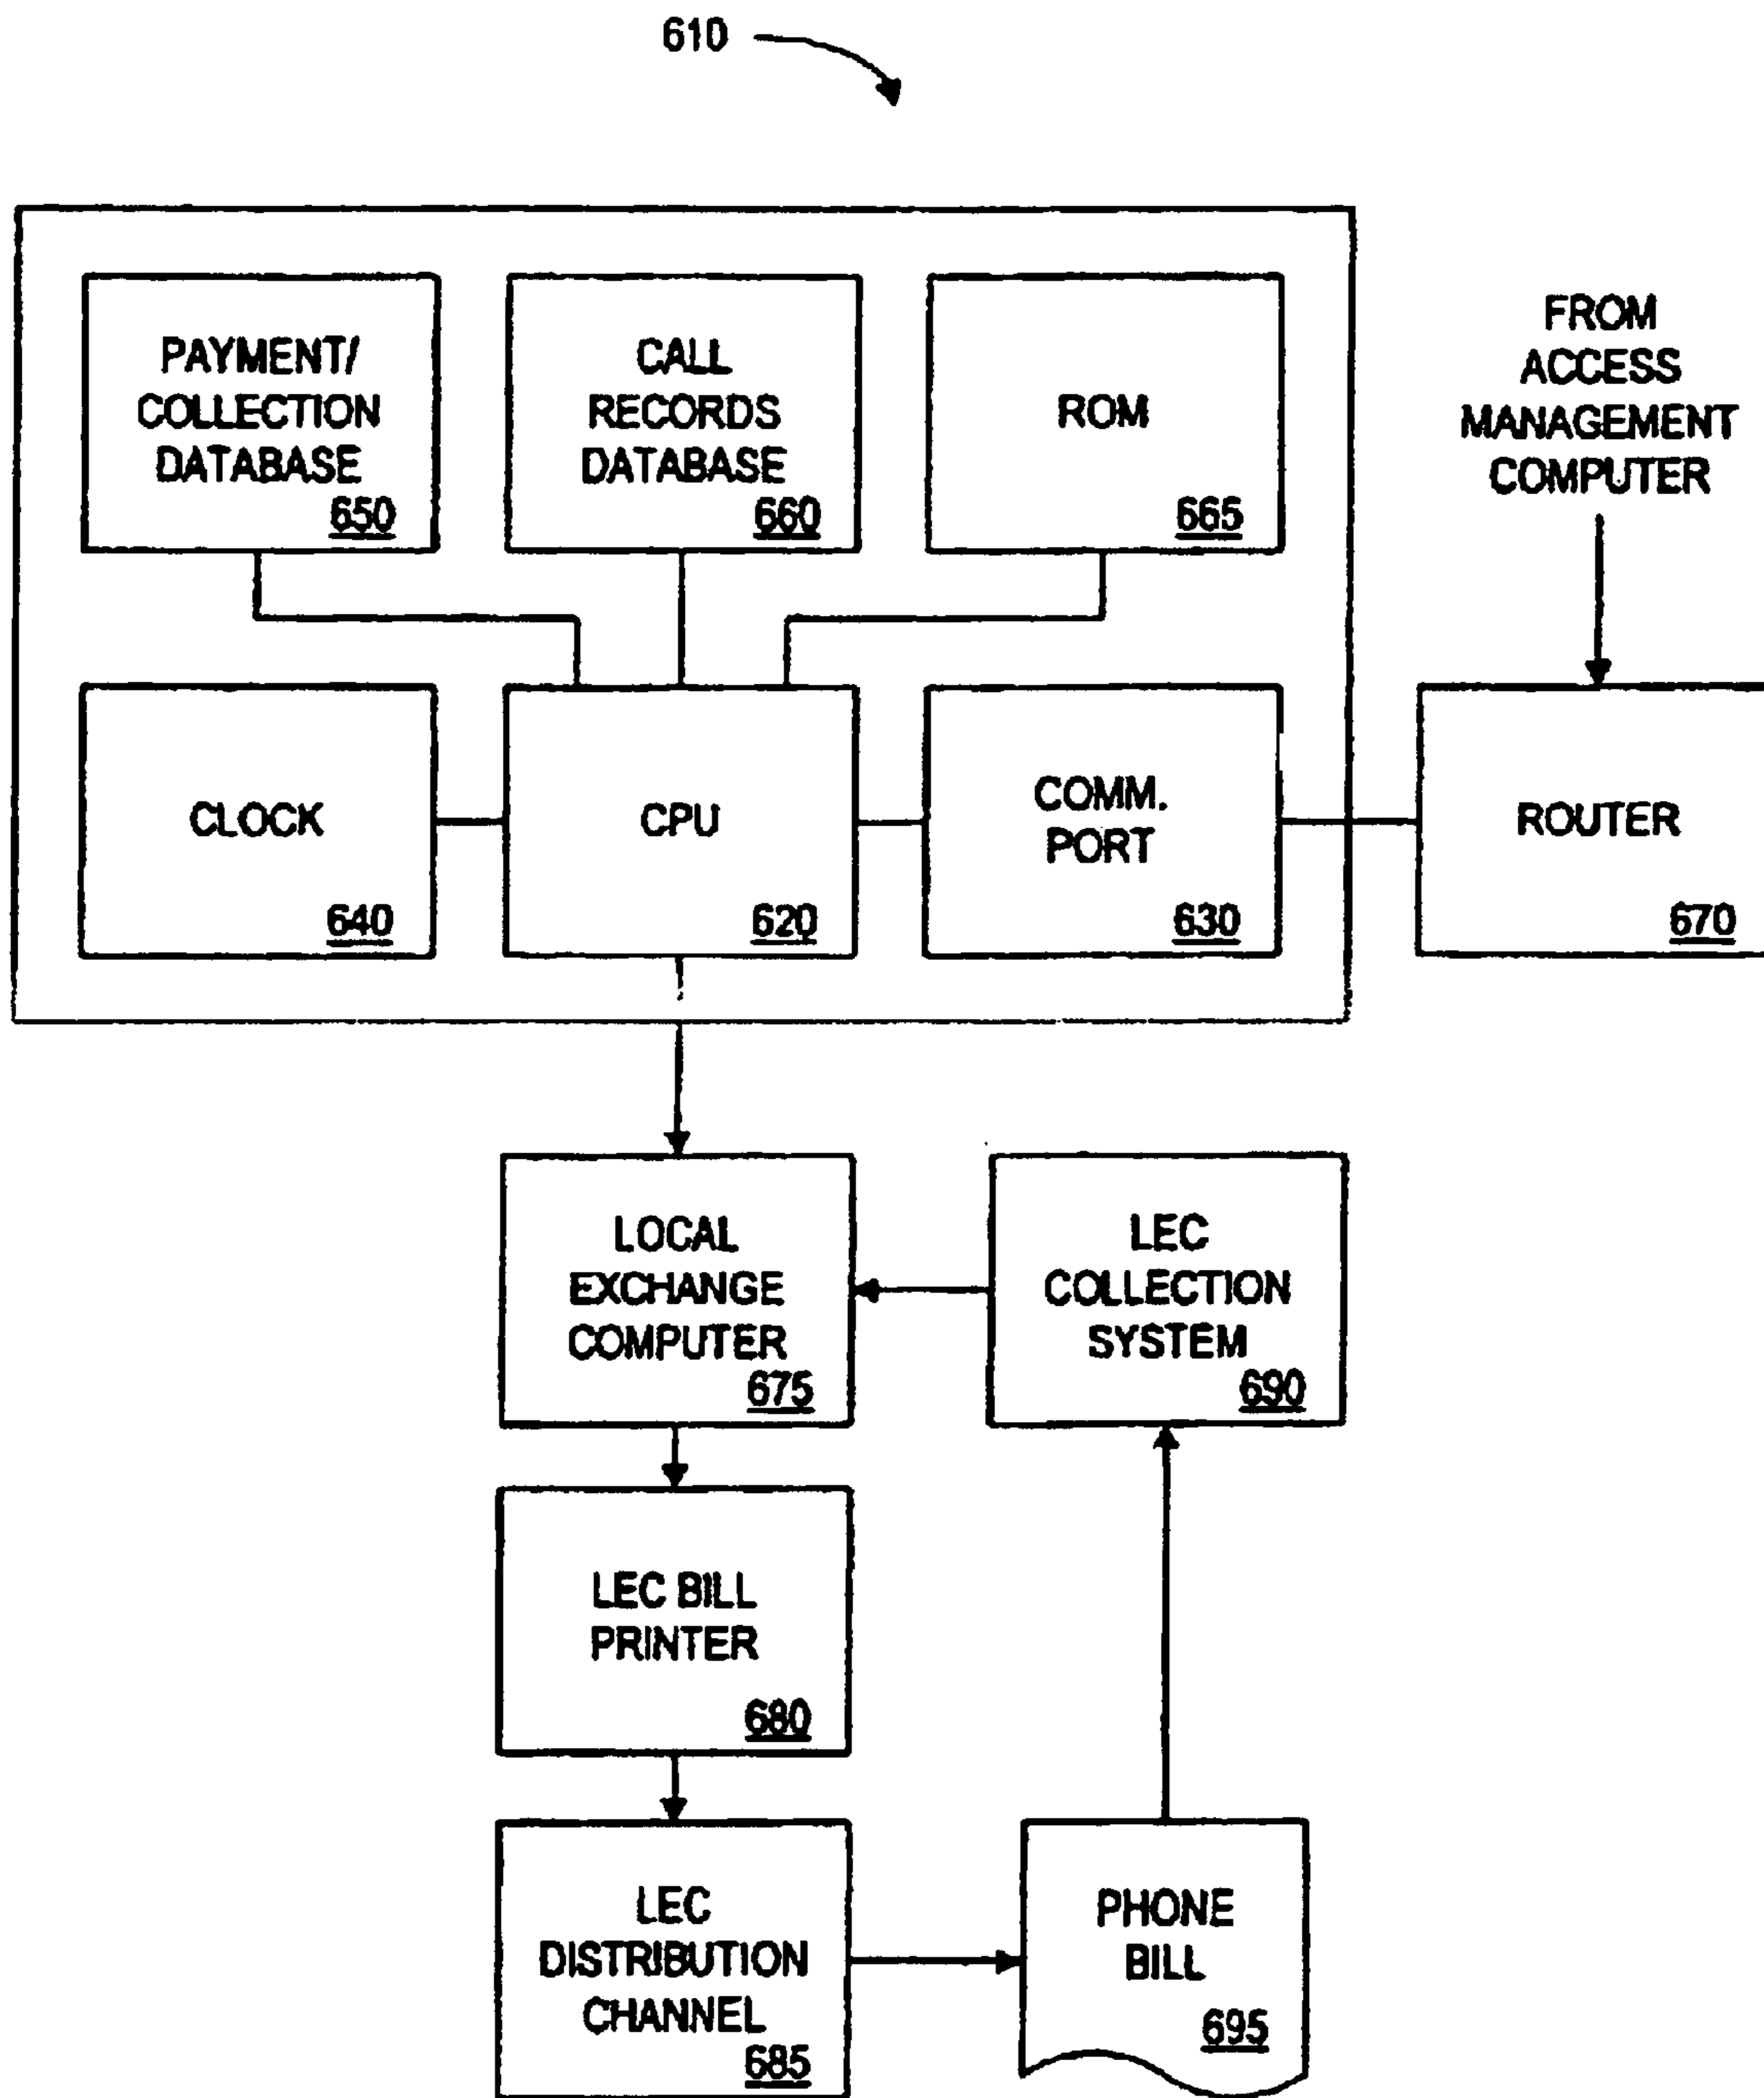 610
PAYMENT/
COLLECTION
DATABASE
650
CALL
RECORDS
DATABASE
660
ROM
665
FROM
ACCESS
MANAGEMENT
COMPUTER
CLOCK
640
CPU
620
COMM.
PORT
630
ROUTER
670
LOCAL
EXCHANGE
COMPUTER
675
LEC
COLLECTION
SYSTEM
690
LEC BILL
PRINTER
680
LEC
DISTRIBUTION
CHANNEL
685
PHONE
BILL
695